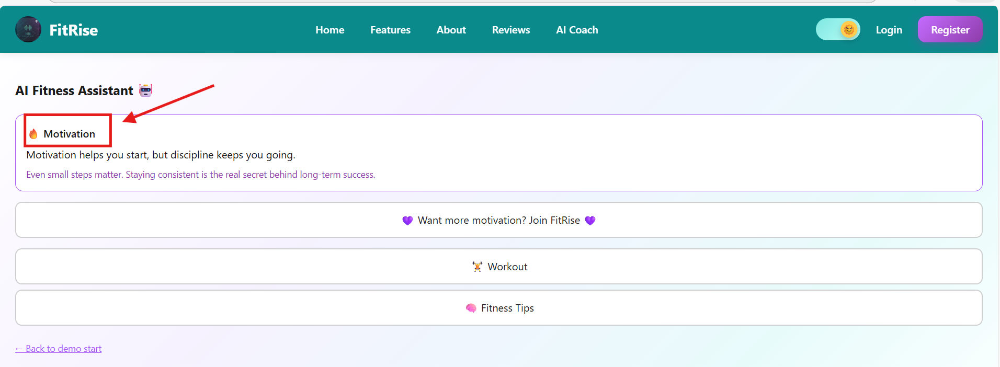 FitRise
Home Features About Reviews AI Coach
Login Register
AI Fitness Assistant
Motivation
Motivation helps you start, but discipline keeps you going.
Even small steps matter. Staying consistent is the real secret behind long-term success.
Want more motivation? Join FitRise
Workout
Fitness Tips
← Back to demo start